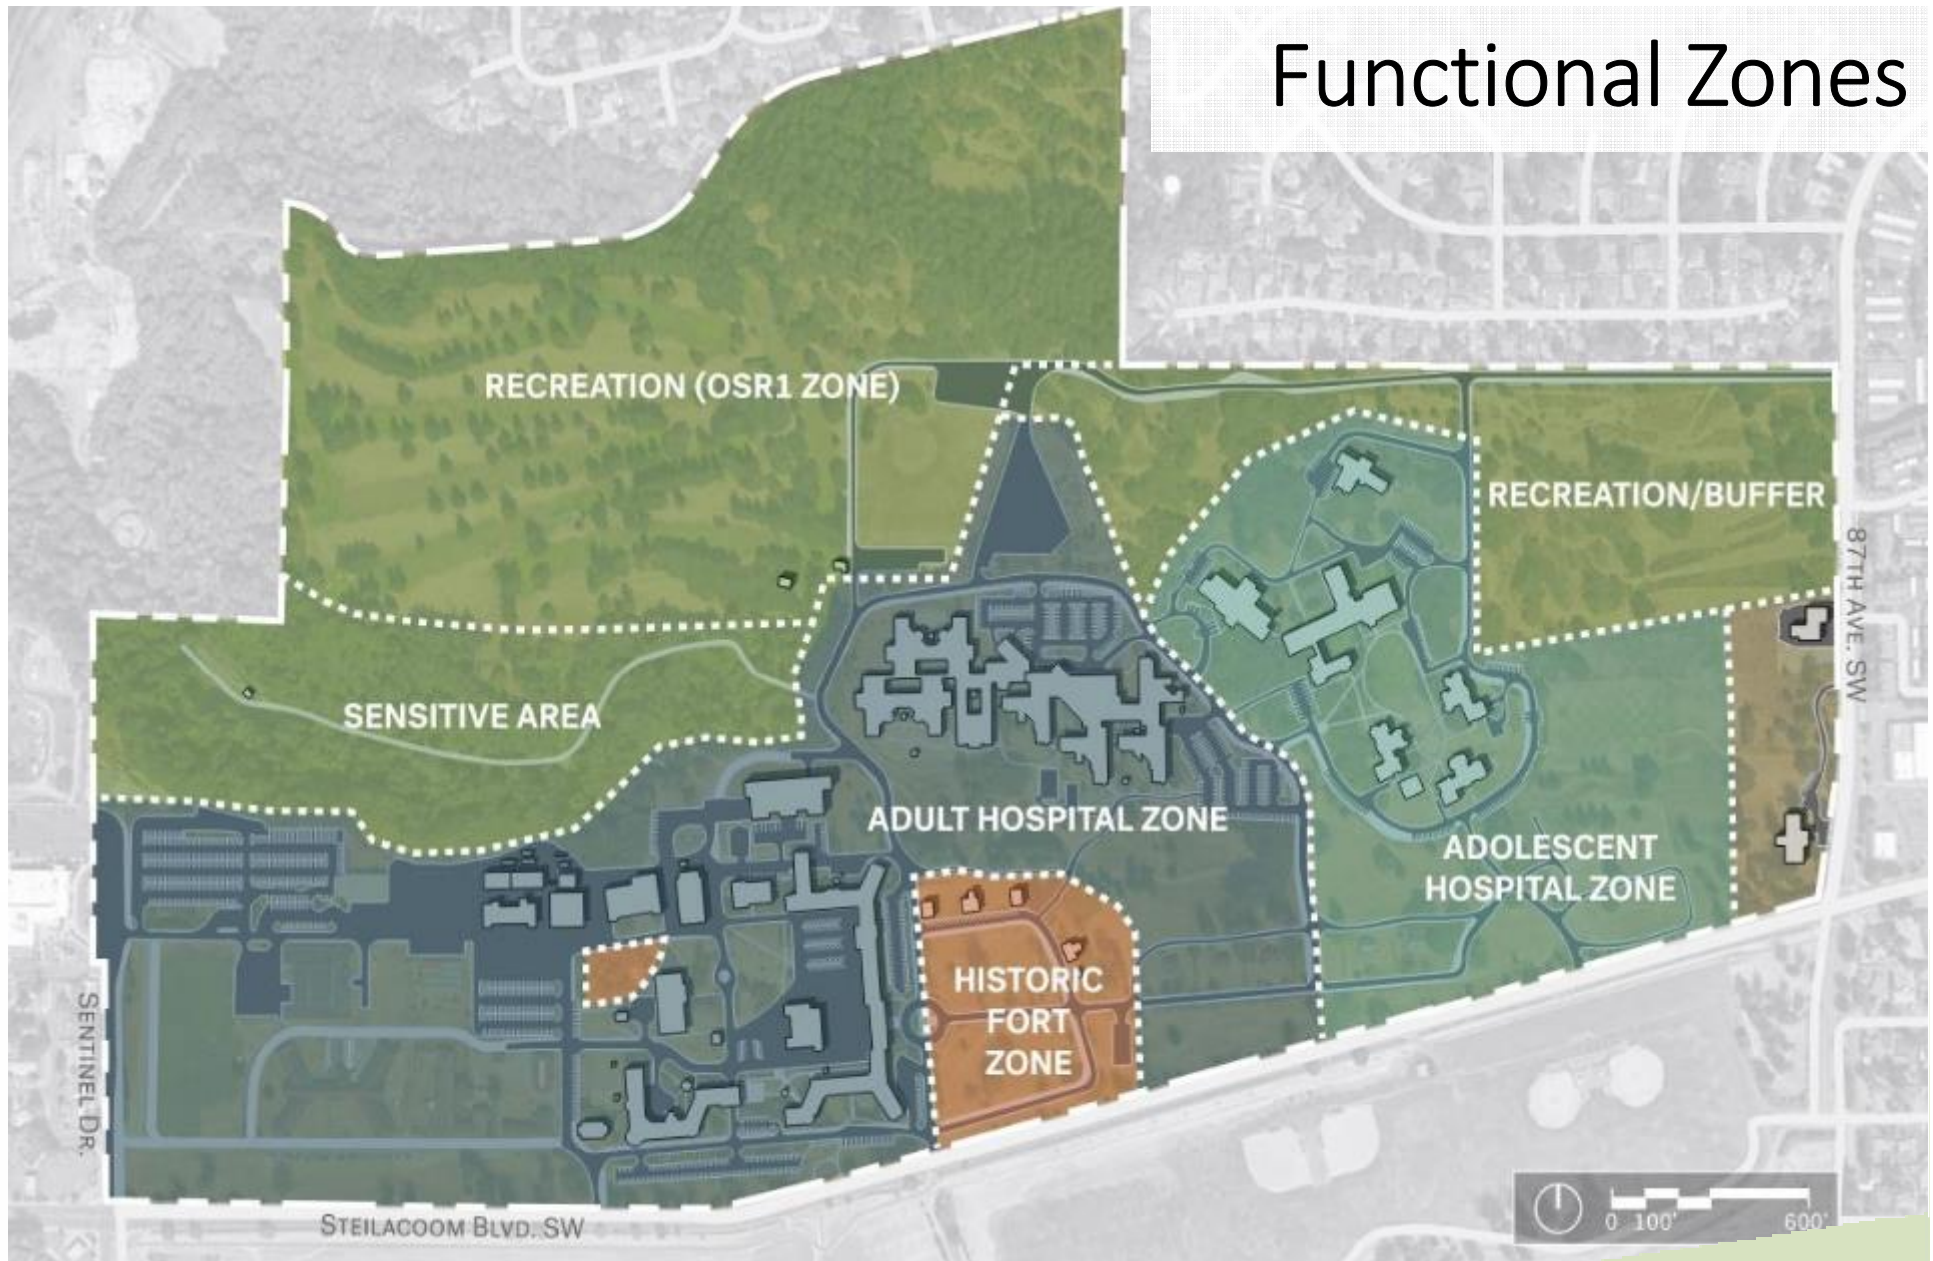 Functional Zones
RECREATION (OSR1 ZONE)
RECREATION/BUFFER
87TH AVE. SW
SENSITIVE AREA
ADULT HOSPITAL ZONE
ADOLESCENT
HOSPITAL ZONE
HISTORIC
FORT
ZONE
SENTINEL DR.
STEILACOOM BLVD. SW
0 100' 600'